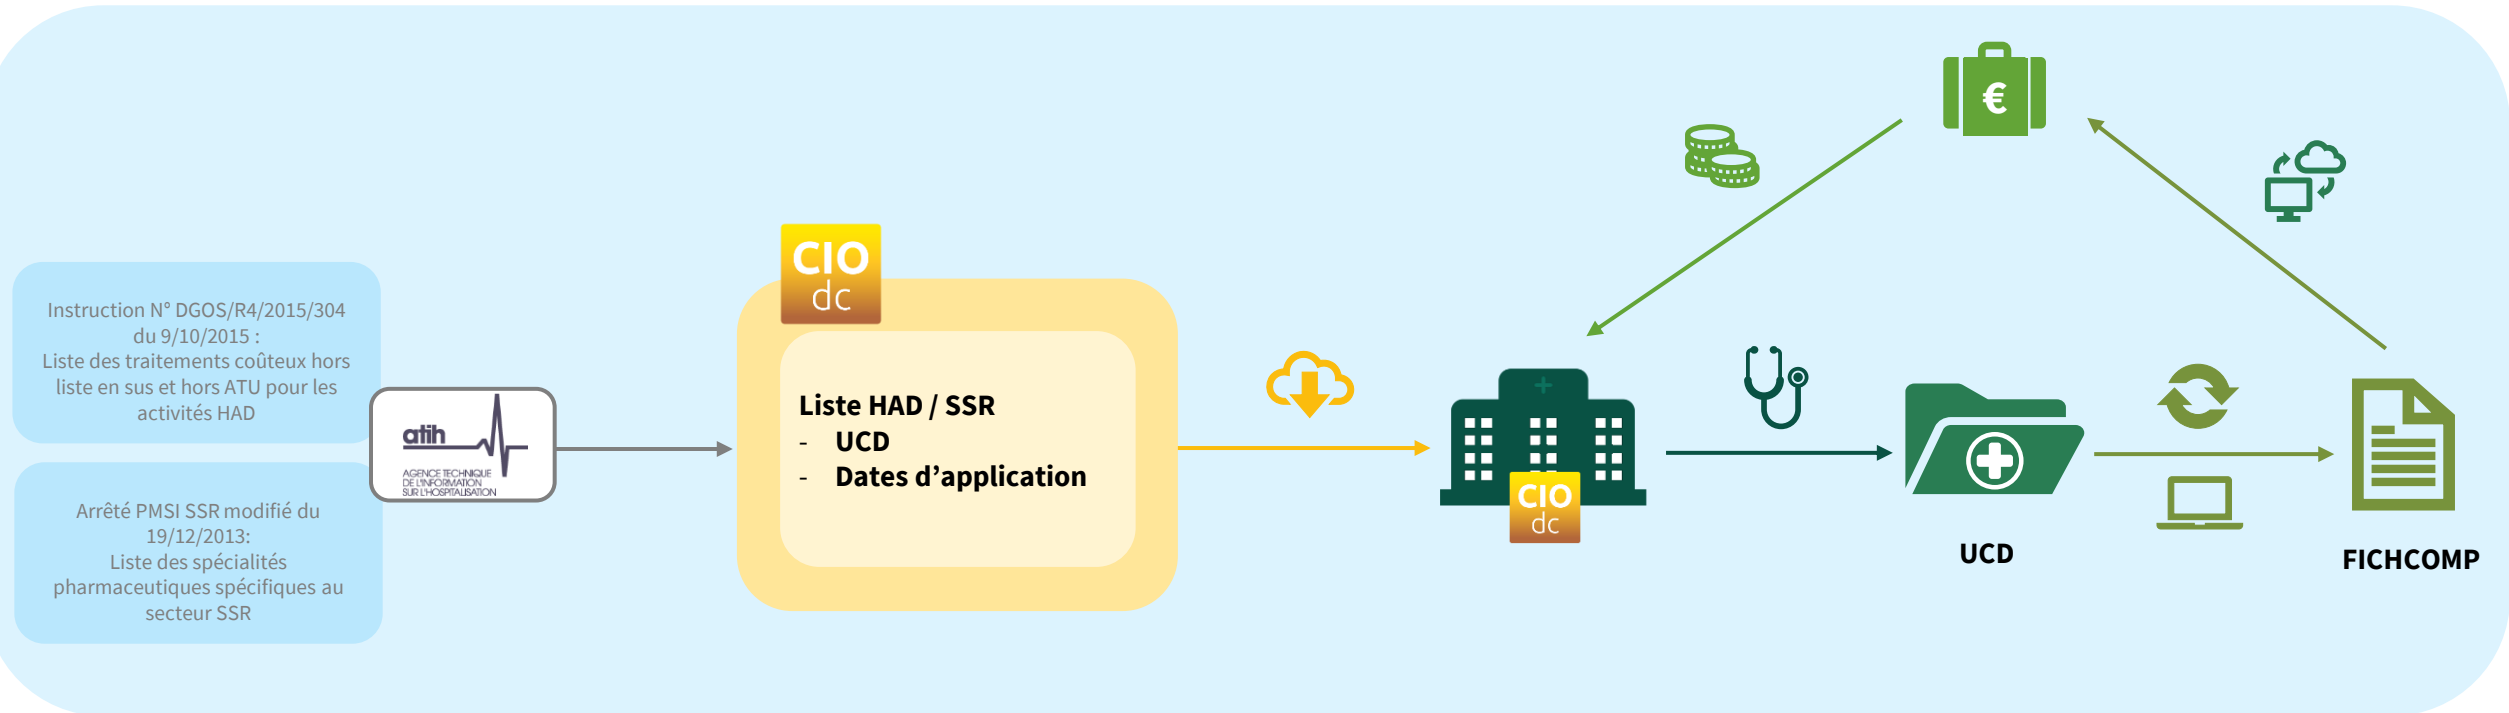 Instruction N° DGOS/R4/2015/304
du 9/10/2015 :
Liste des traitements coûteux hors
liste en sus et hors ATU pour les
activités HAD
Arrêté PMSI SSR modifié du
19/12/2013:
Liste des spécialités
pharmaceutiques spécifiques au
secteur SSR
atih
AGENCE TECHNIQUE
DE L'INFORMATION
SUR L'HOSPITALISATION
CIO
dc
Liste HAD / SSR
- UCD
- Dates d’application
CIO
dc
€
UCD
FICHCOMP